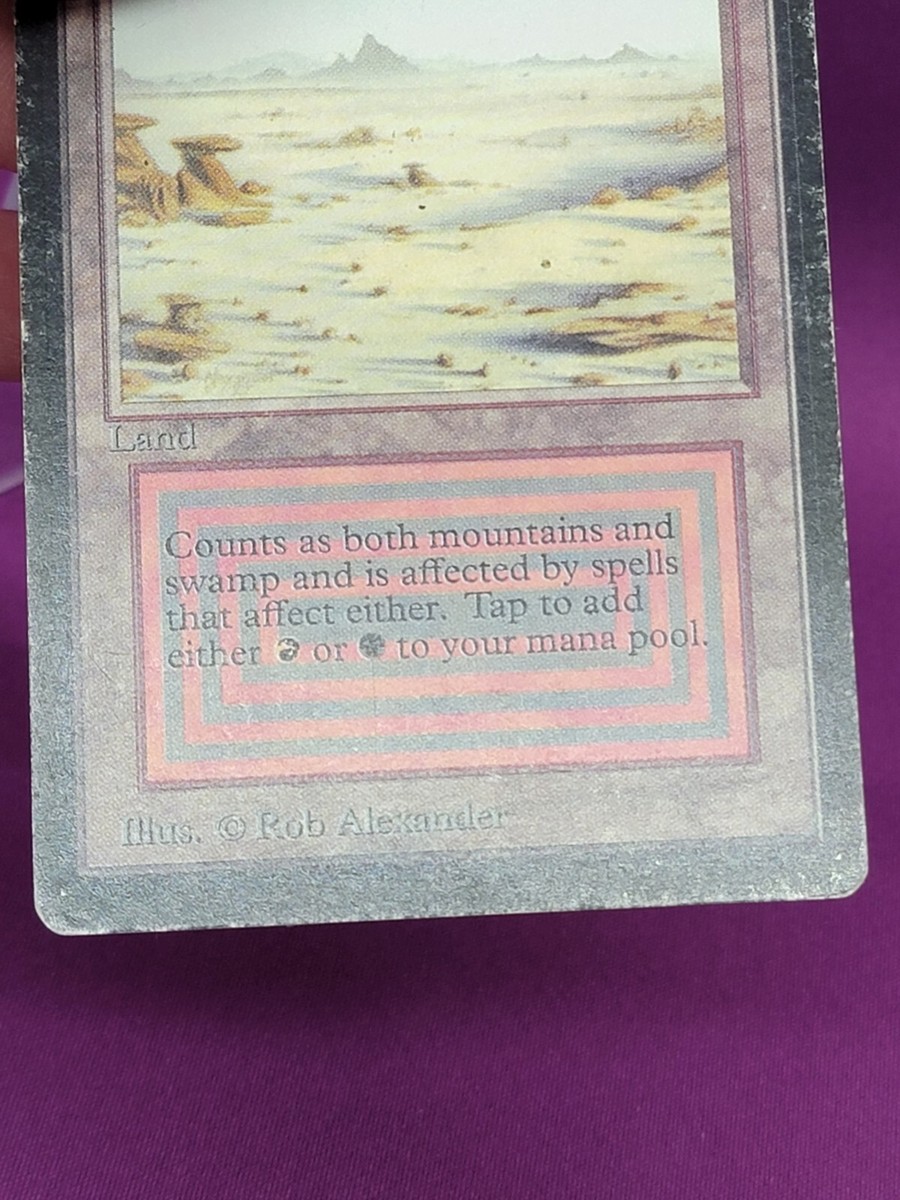 Land
Counts as both mountains and
swamp and is affected by spells
that affect either. Tap to add
either or to your mana pool.
Illus. © Rob Alexander